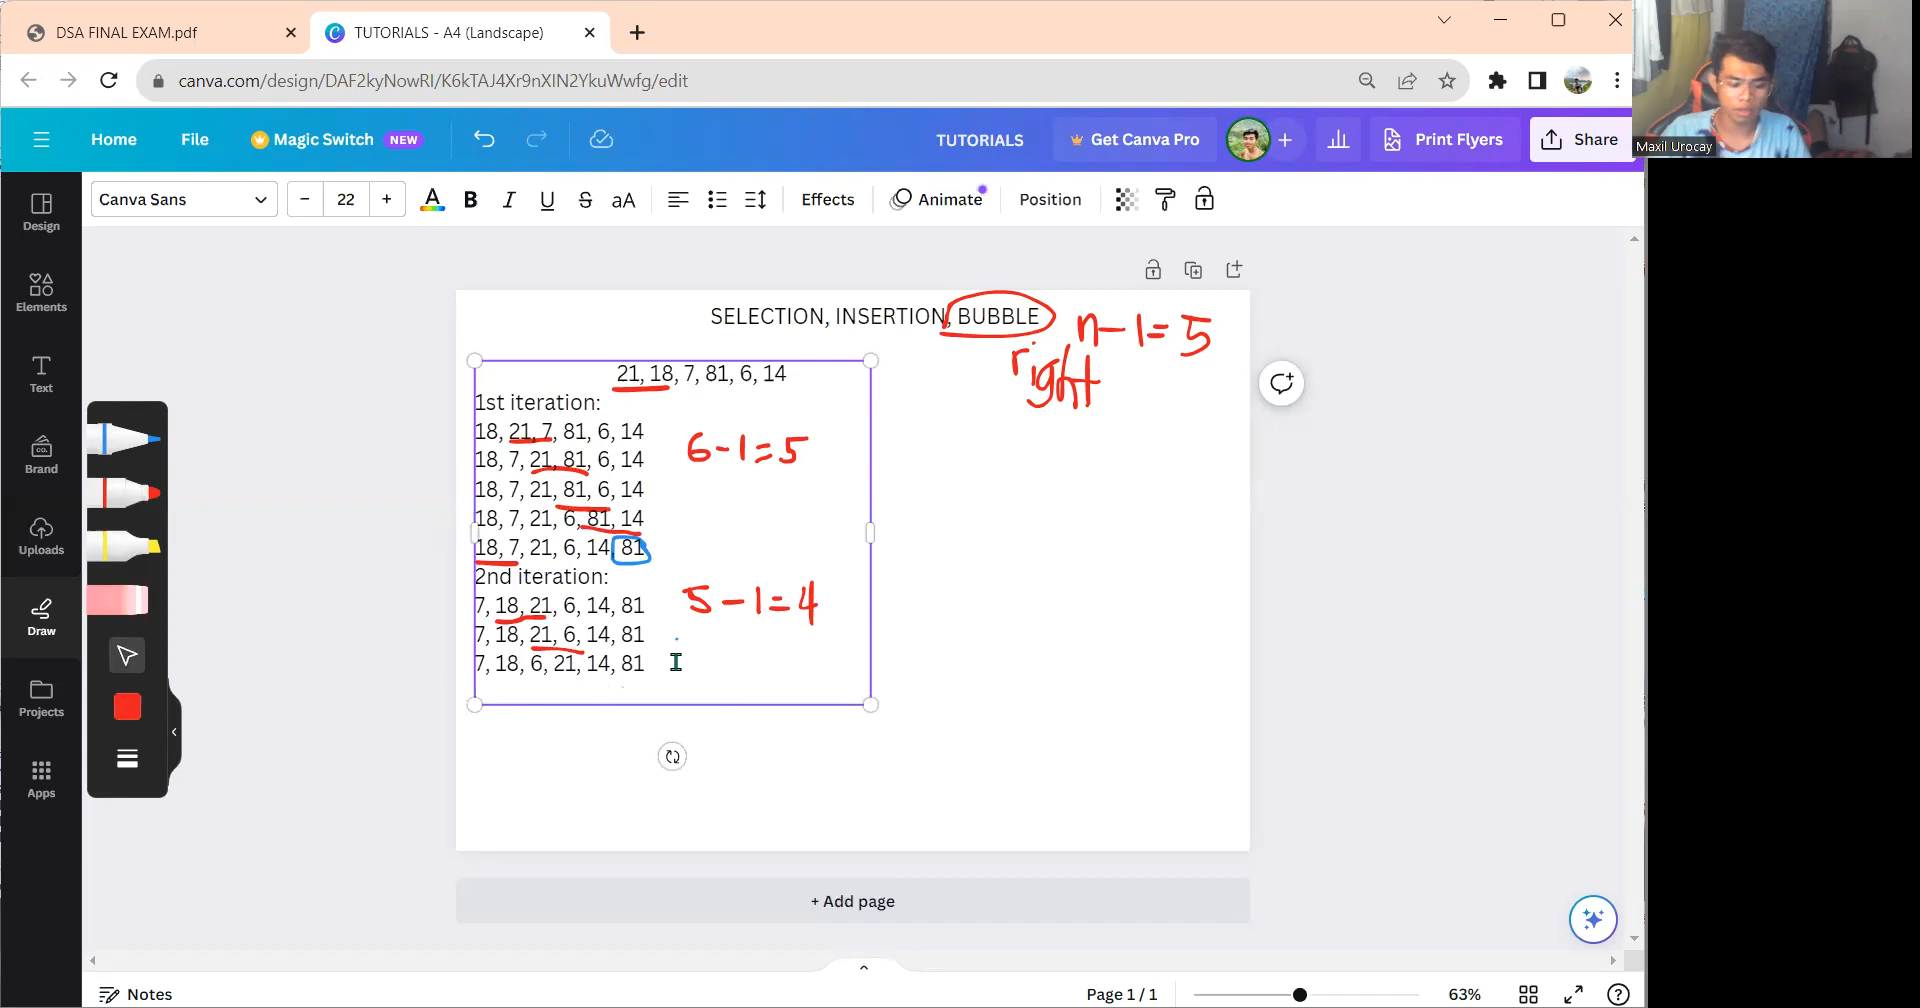 DSA FINAL EXAM.pdf
TUTORIALS - A4 (Landscape)
canva.com/design/DAF2kyNowRI/K6kTAJ4Xr9nXIN2YkuWwfg/edit
Home File Magic Switch NEW TUTORIALS Get Canva Pro Print Flyers Share
Maxil Urocay
Canva Sans 22 A B I U S aA Effects Animate Position
Design
Elements
Text
Brand
Uploads
Draw
Projects
Apps
SELECTION, INSERTION, BUBBLE
n-1=5
right
21, 18, 7, 81, 6, 14
1st iteration:
18, 21, 7, 81, 6, 14
6-1=5
18, 7, 21, 81, 6, 14
18, 7, 21, 81, 6, 14
18, 7, 21, 6, 81, 14
18, 7, 21, 6, 14, 81
2nd iteration:
7, 18, 21, 6, 14, 81
5-1=4
7, 18, 21, 6, 14, 81
7, 18, 6, 21, 14, 81
+ Add page
Notes
Page 1 / 1
63%